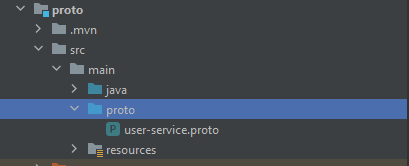 proto
.mvn
src
main
java
proto
user-service.proto
resources